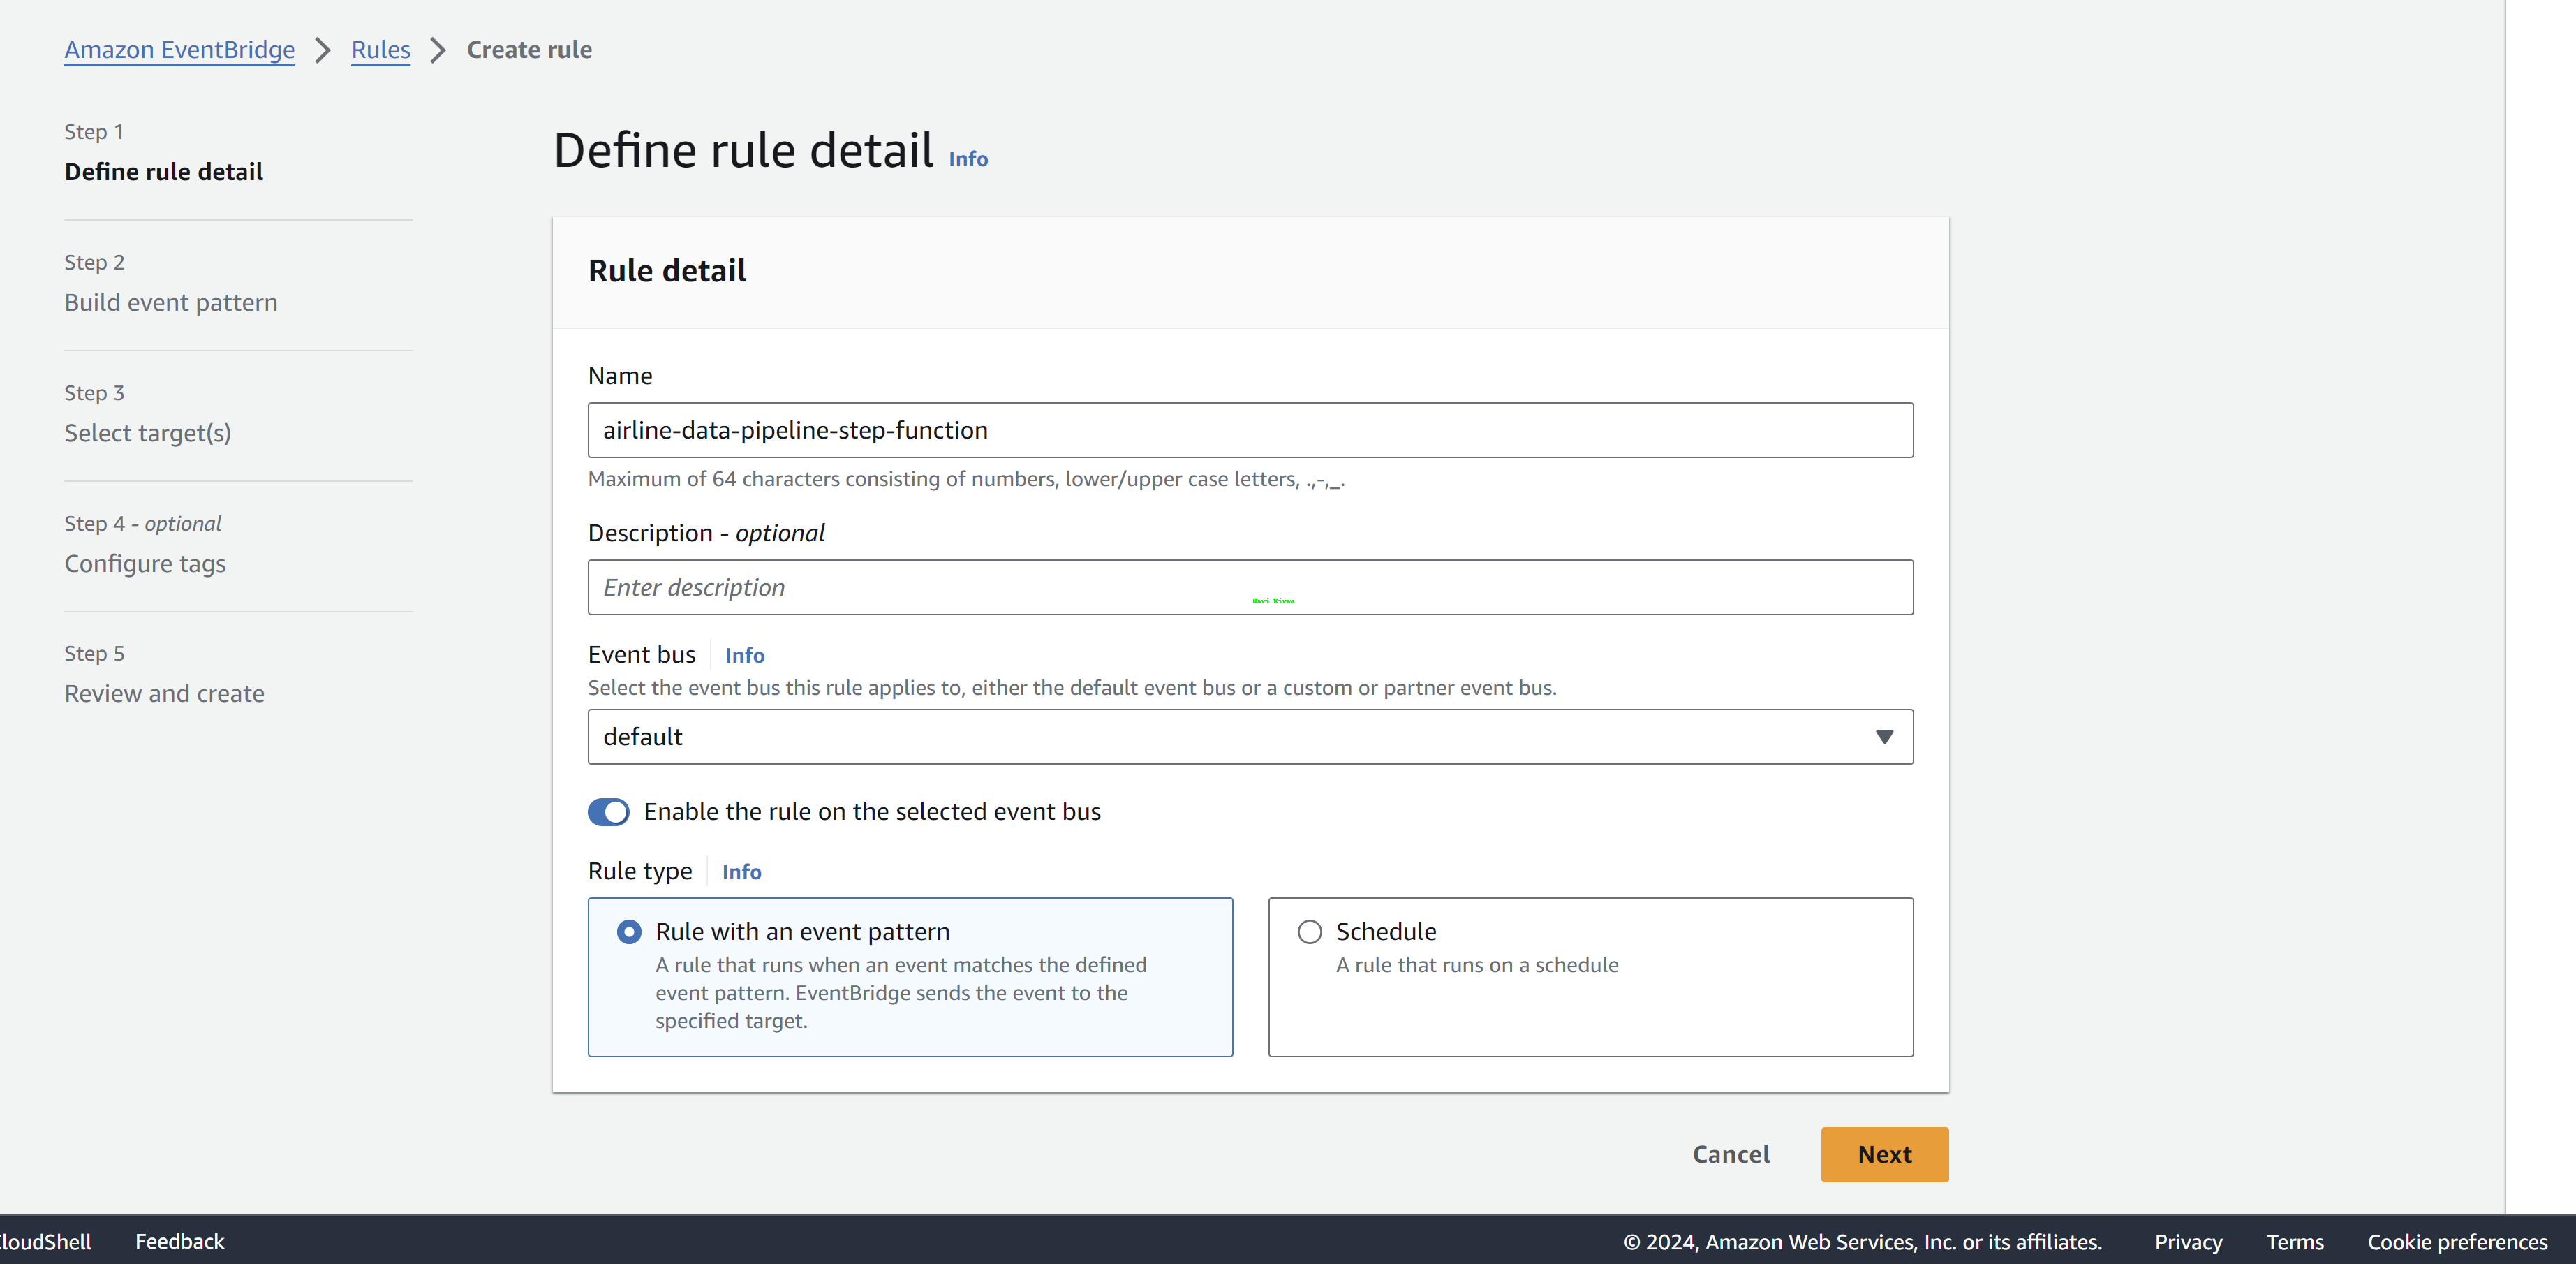 Amazon EventBridge > Rules > Create rule
Step 1
Define rule detail
Step 2
Build event pattern
Step 3
Select target(s)
Step 4 - optional
Configure tags
Step 5
Review and create
Define rule detail Info
Rule detail
Name
airline-data-pipeline-step-function
Maximum of 64 characters consisting of numbers, lower/upper case letters, .,-,_.
Description - optional
Enter description
Event bus Info
Select the event bus this rule applies to, either the default event bus or a custom or partner event bus.
default
Enable the rule on the selected event bus
Rule type Info
Rule with an event pattern
A rule that runs when an event matches the defined
event pattern. EventBridge sends the event to the
specified target.
Schedule
A rule that runs on a schedule
Cancel Next
CloudShell Feedback © 2024, Amazon Web Services, Inc. or its affiliates. Privacy Terms Cookie preferences